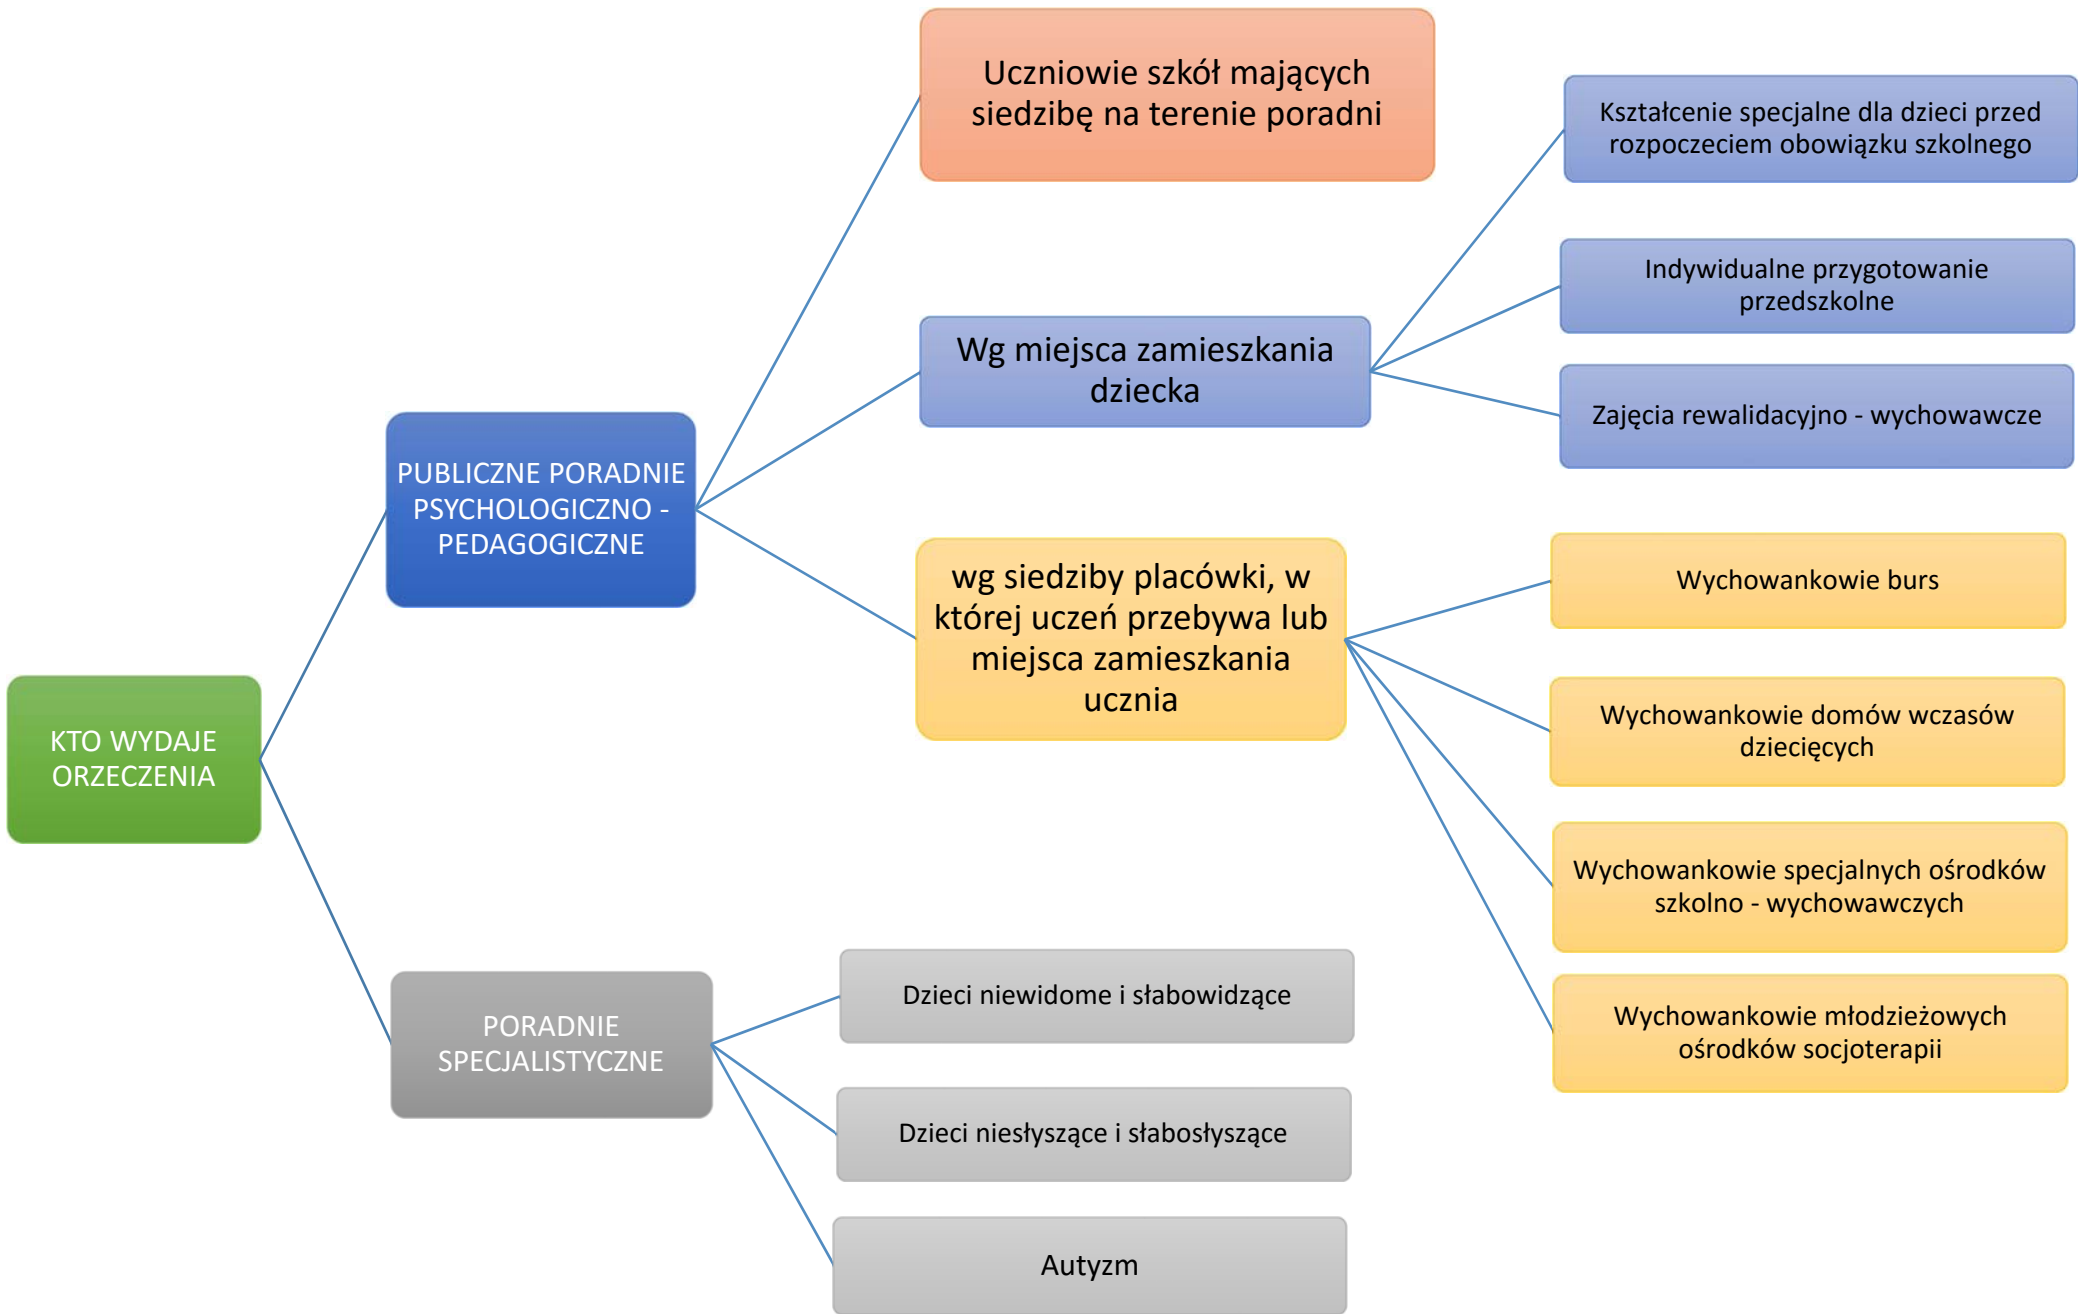 KTO WYDAJE
ORZECZENIA
PUBLICZNE PORADNIE
PSYCHOLOGICZNO -
PEDAGOGICZNE
Uczniowie szkół mających
siedzibę na terenie poradni
Wg miejsca zamieszkania
dziecka
Kształcenie specjalne dla dzieci przed
rozpoczeciem obowiązku szkolnego
Indywidualne przygotowanie
przedszkolne
Zajęcia rewalidacyjno - wychowawcze
wg siedziby placówki, w
której uczeń przebywa lub
miejsca zamieszkania
ucznia
Wychowankowie burs
Wychowankowie domów wczasów
dziecięcych
Wychowankowie specjalnych ośrodków
szkolno - wychowawczych
Wychowankowie młodzieżowych
ośrodków socjoterapii
PORADNIE
SPECJALISTYCZNE
Dzieci niewidome i słabowidzące
Dzieci niesłyszące i słabosłyszące
Autyzm